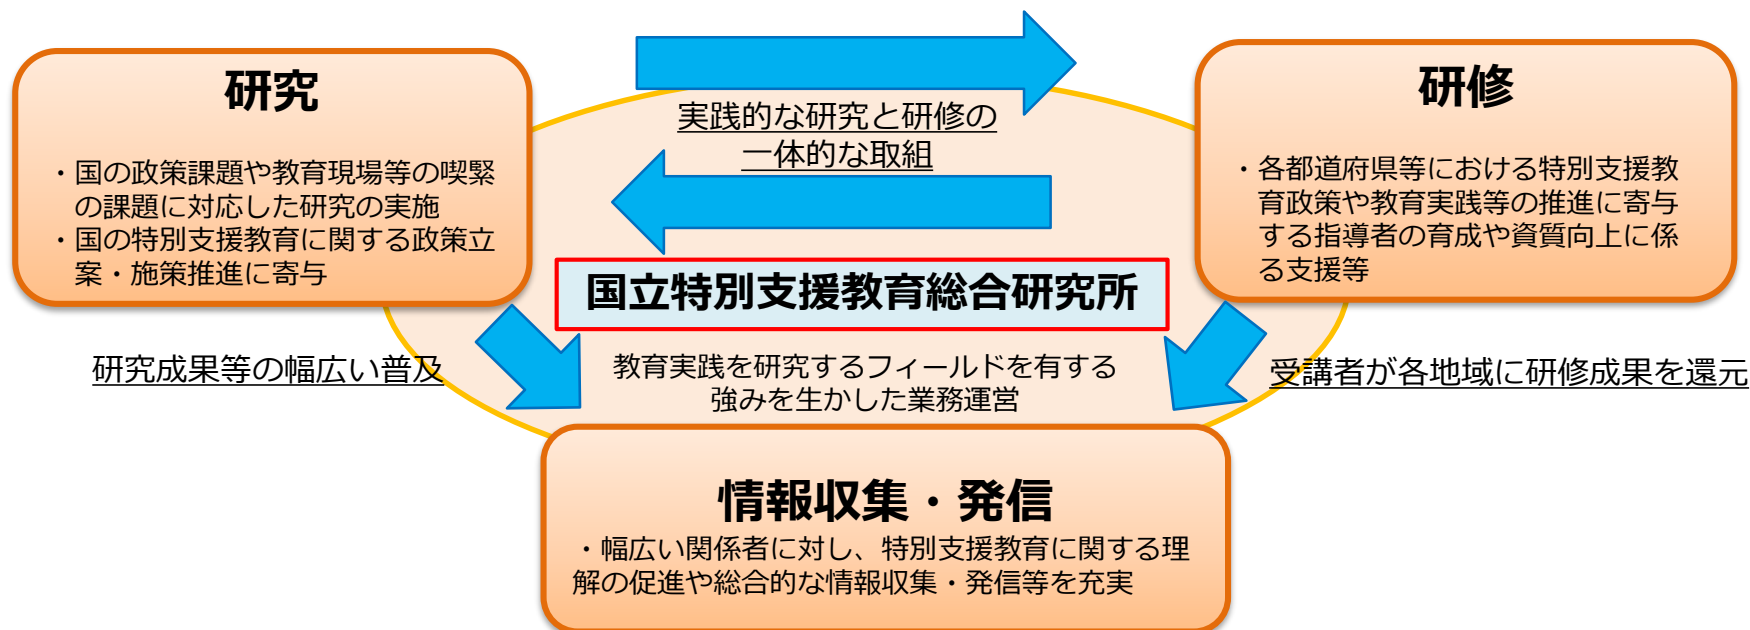 研究
・国の政策課題や教育現場等の喫緊
の課題に対応した研究の実施
・国の特別支援教育に関する政策立
案・施策推進に寄与
実践的な研究と研修の
一体的な取組
研修
・各都道府県等における特別支援教
育政策や教育実践等の推進に寄与
する指導者の育成や資質向上に係
る支援等
国立特別支援教育総合研究所
教育実践を研究するフィールドを有する
強みを生かした業務運営
研究成果等の幅広い普及
受講者が各地域に研修成果を還元
情報収集・発信
・幅広い関係者に対し、特別支援教育に関する理
解の促進や総合的な情報収集・発信等を充実